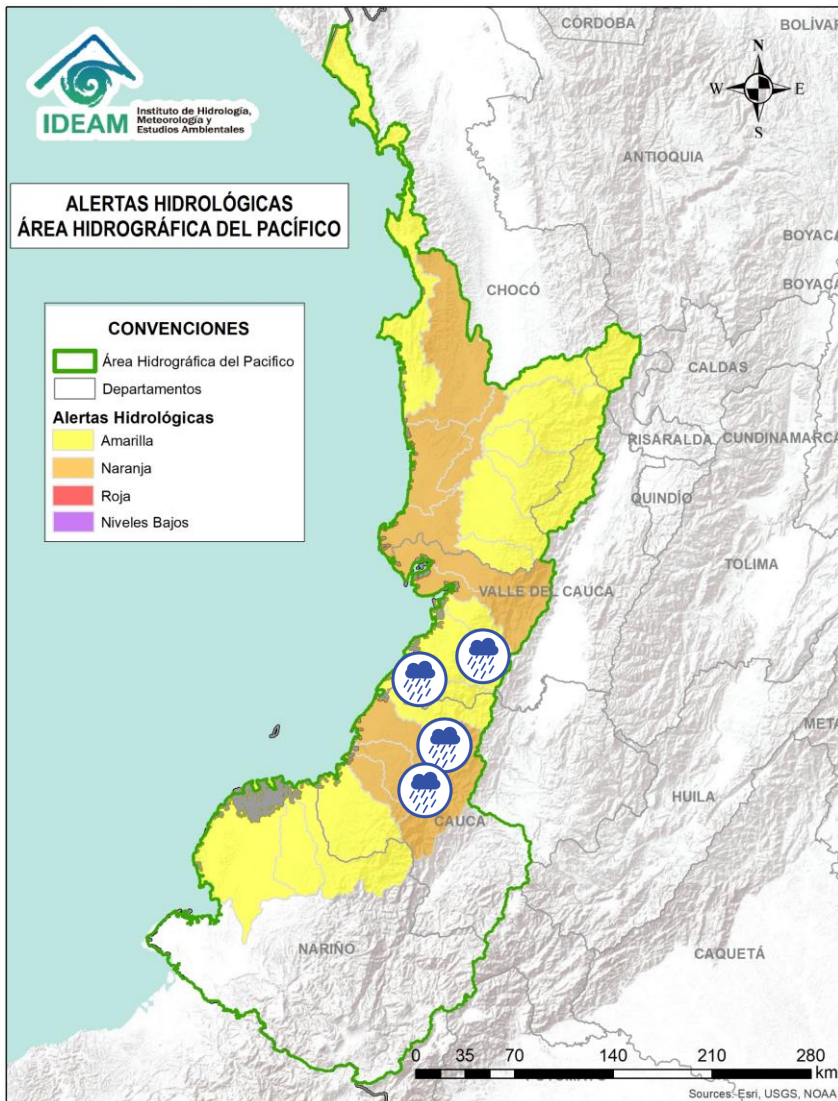 IDEAM
Instituto de Hidrología,
Meteorología y
Estudios Ambientales
ALERTAS HIDROLÓGICAS
ÁREA HIDROGRÁFICA DEL PACÍFICO
CONVENCIONES
Área Hidrográfica del Pacifico
Departamentos
Alertas Hidrológicas
Amarilla
Naranja
Roja
Niveles Bajos
N
W E
S
CÓRDOBA
BOLÍVAR
ANTIOQUIA
BOYACÁ
BOYACÁ
CHOCÓ
CALDAS
RISARALDA
CUNDINAMARCA
QUINDÍO
TOLIMA
VALLE DEL CAUCA
META
HUILA
CAUCA
NARIÑO
CAQUETÁ
0 35 70 140 210 280
km
Sources: Esri, USGS, NOAA